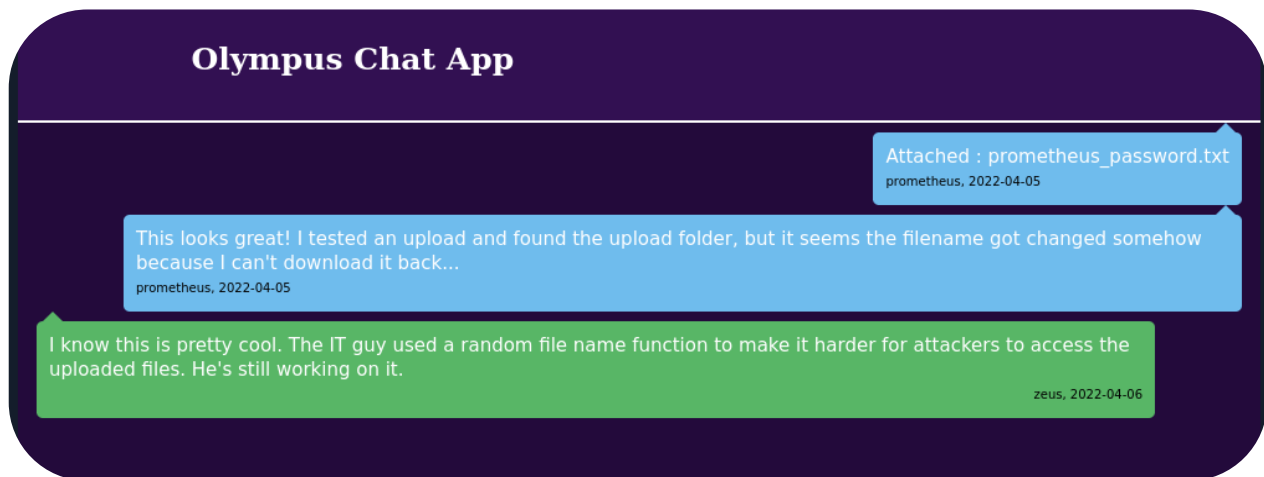 Olympus Chat App
Attached : prometheus_password.txt
prometheus, 2022-04-05
This looks great! I tested an upload and found the upload folder, but it seems the filename got changed somehow
because I can't download it back...
prometheus, 2022-04-05
I know this is pretty cool. The IT guy used a random file name function to make it harder for attackers to access the
uploaded files. He's still working on it.
zeus, 2022-04-06